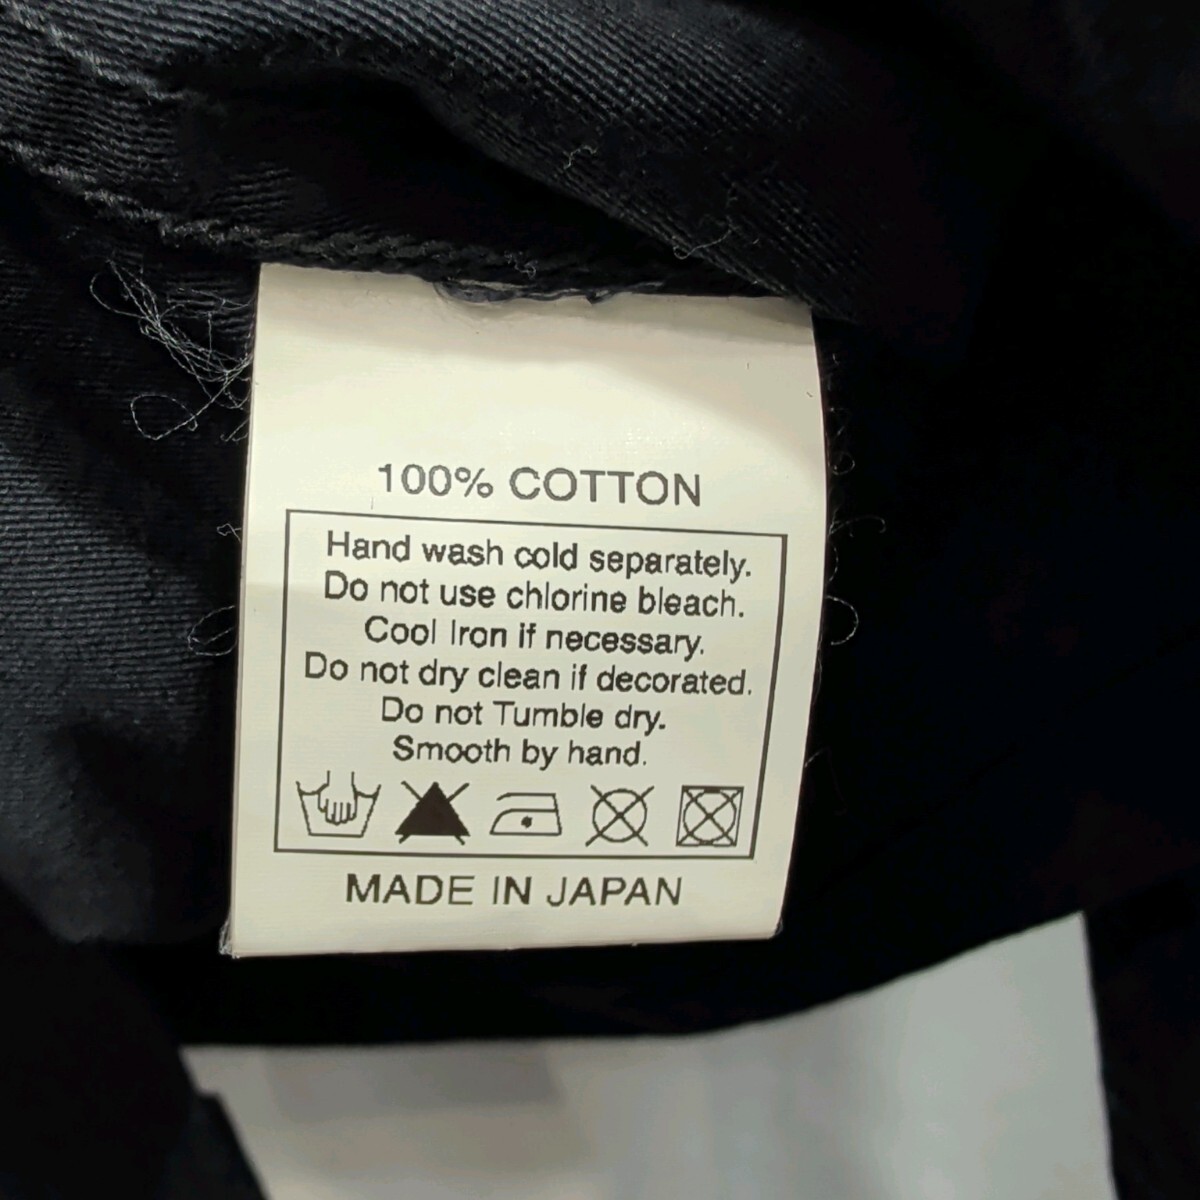 100% COTTON
Hand wash cold separately.
Do not use chlorine bleach.
Cool Iron if necessary.
Do not dry clean if decorated.
Do not Tumble dry.
Smooth by hand.
MADE IN JAPAN